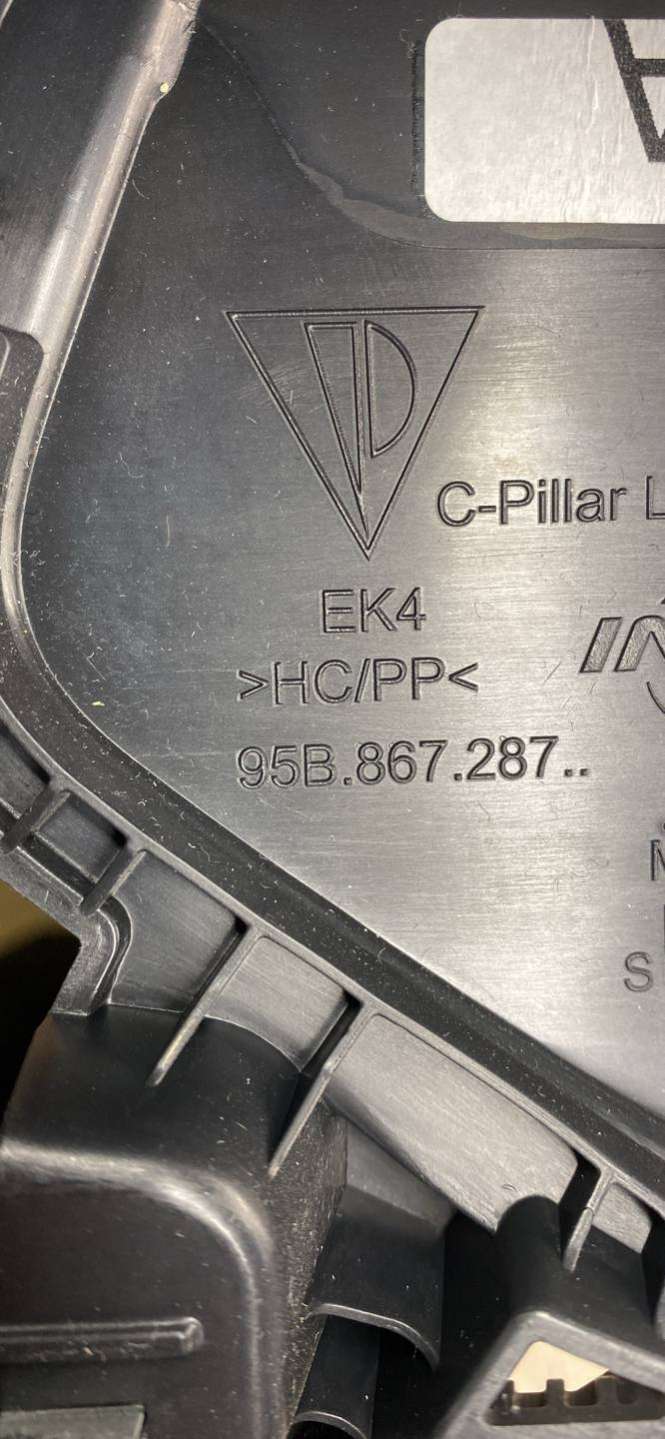 C-Pillar L
EK4
>HC/PP<
95B.867.287..
S